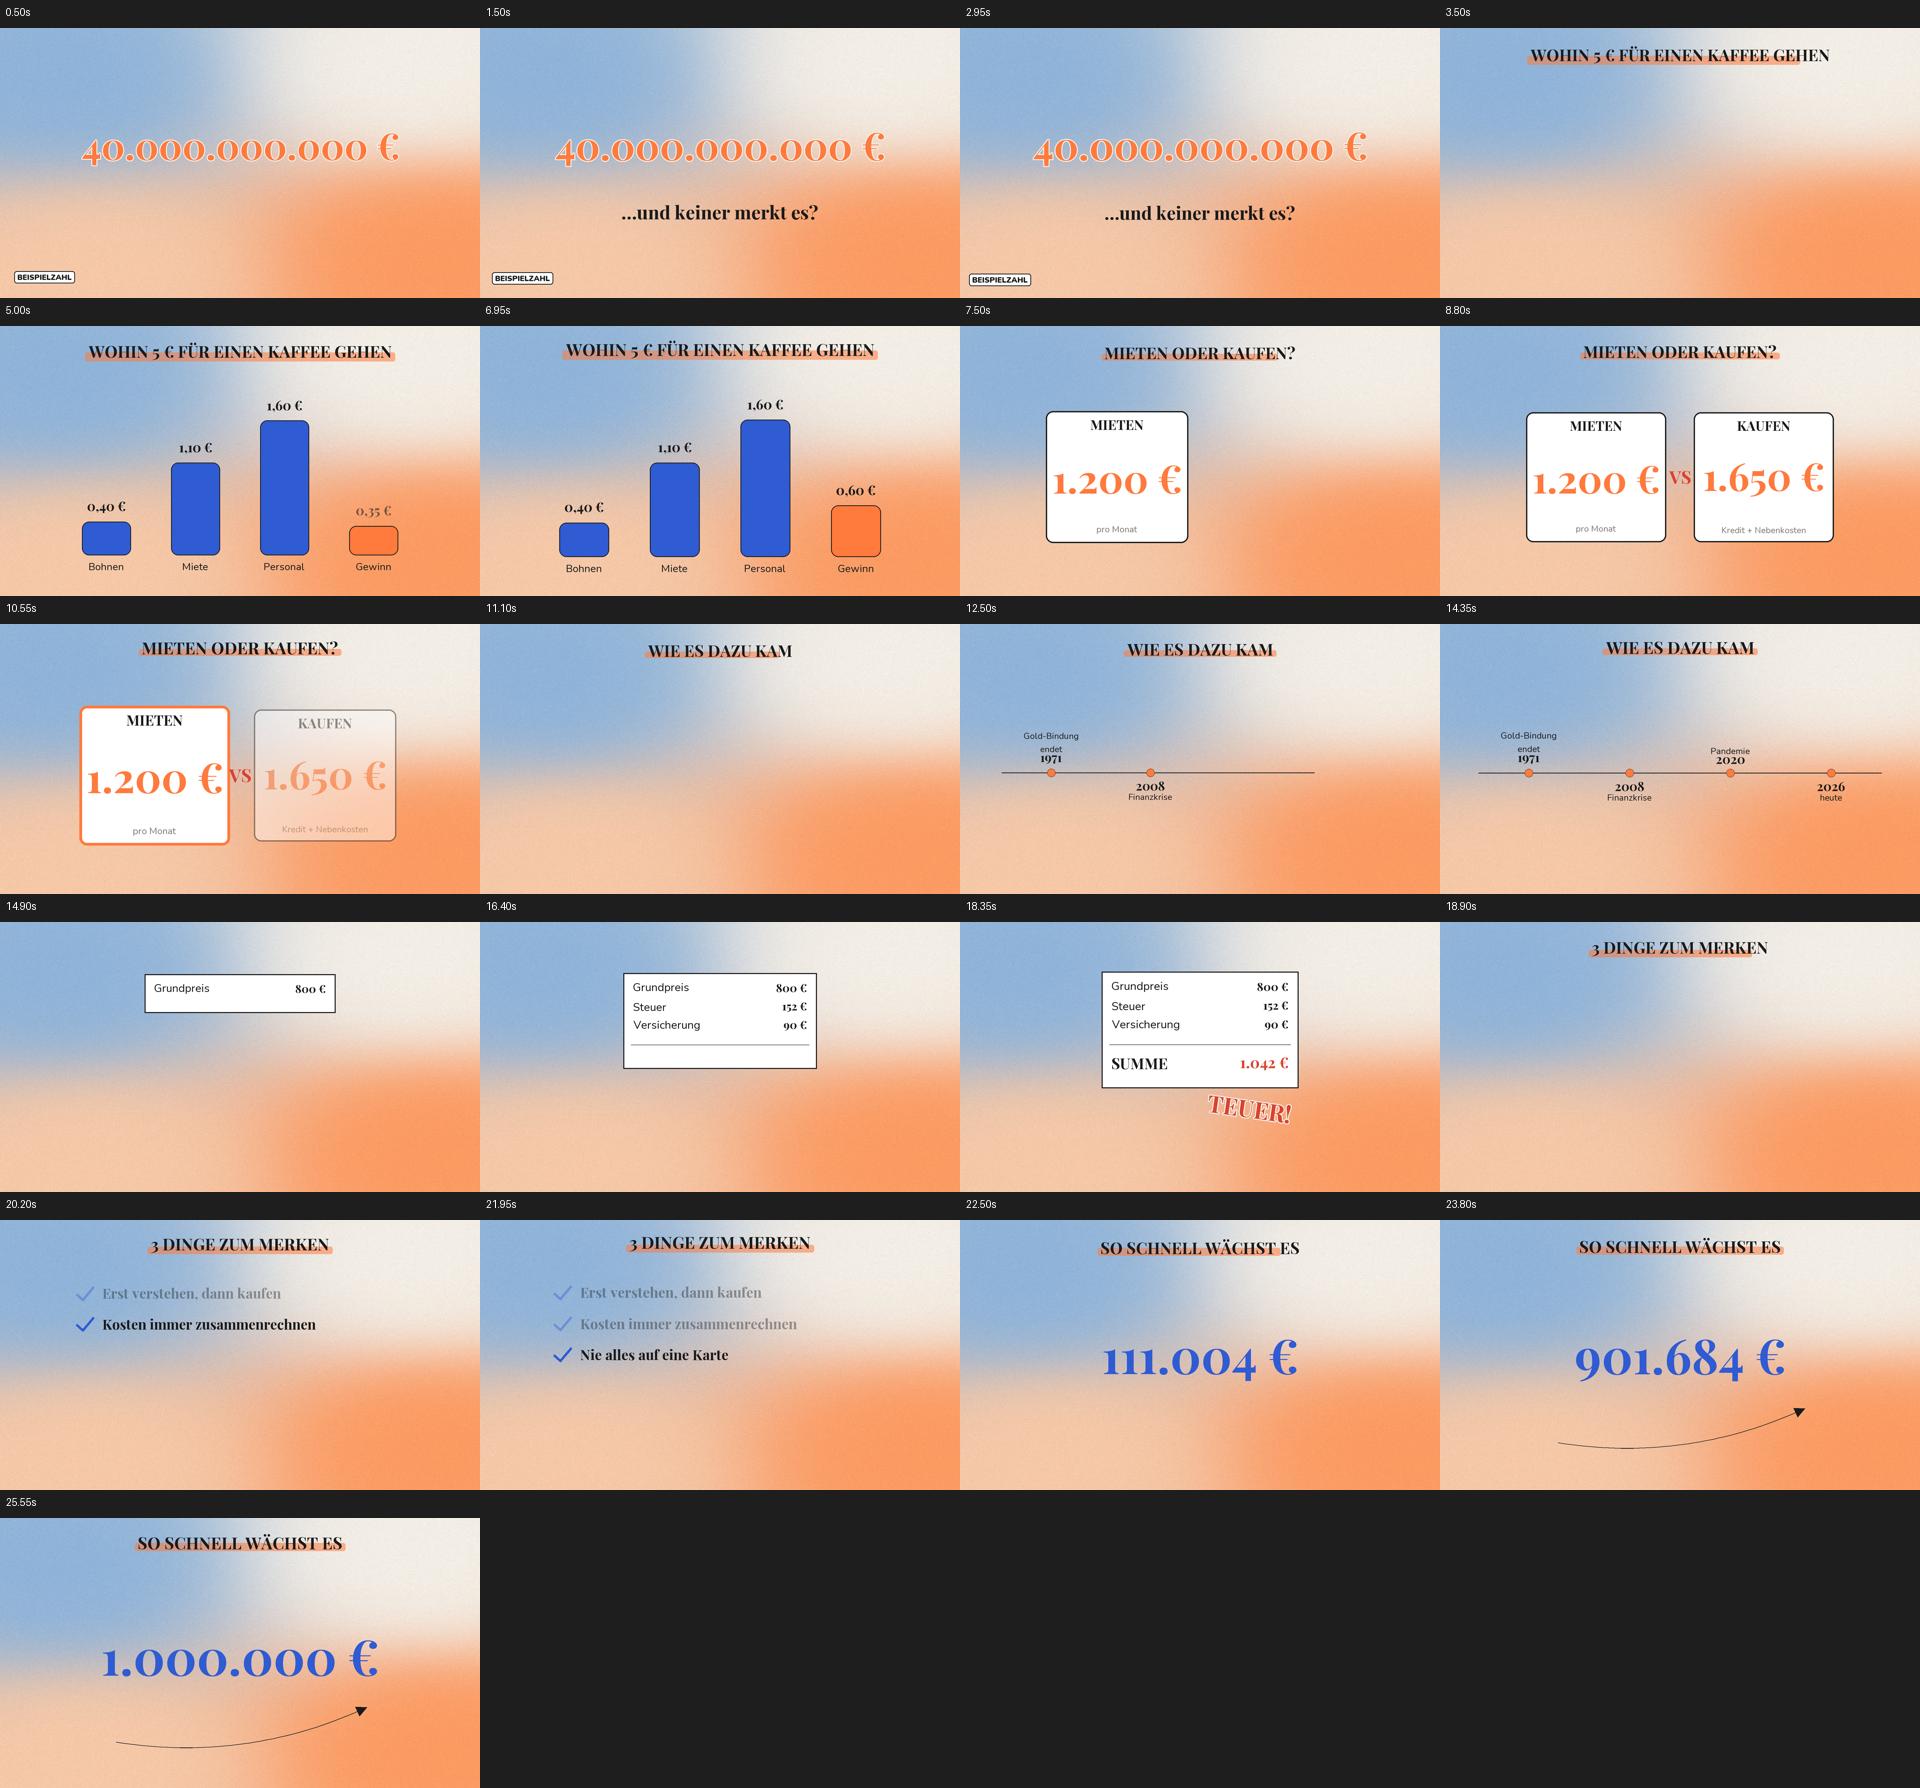 0.50s
40.000.000.000 €
BEISPIELZAHL
1.50s
40.000.000.000 €
...und keiner merkt es?
BEISPIELZAHL
2.95s
40.000.000.000 €
...und keiner merkt es?
BEISPIELZAHL
3.50s
WOHIN 5 € FÜR EINEN KAFFEE GEHEN
5.00s
WOHIN 5 € FÜR EINEN KAFFEE GEHEN
1,60 €
1,10 €
0,40 €
0,35 €
Bohnen
Miete
Personal
Gewinn
6.95s
WOHIN 5 € FÜR EINEN KAFFEE GEHEN
1,60 €
1,10 €
0,60 €
0,40 €
Bohnen
Miete
Personal
Gewinn
7.50s
MIETEN ODER KAUFEN?
MIETEN
1.200 €
pro Monat
8.80s
MIETEN ODER KAUFEN?
MIETEN
1.200 €
pro Monat
VS
KAUFEN
1.650 €
Kredit + Nebenkosten
10.55s
MIETEN ODER KAUFEN?
MIETEN
1.200 €
pro Monat
VS
KAUFEN
1.650 €
Kredit + Nebenkosten
11.10s
WIE ES DAZU KAM
12.50s
WIE ES DAZU KAM
Gold-Bindung
endet
1971
2008
Finanzkrise
14.35s
WIE ES DAZU KAM
Gold-Bindung
endet
1971
2008
Finanzkrise
Pandemie
2020
2026
heute
14.90s
Grundpreis 800 €
16.40s
Grundpreis 800 €
Steuer 152 €
Versicherung 90 €
18.35s
Grundpreis 800 €
Steuer 152 €
Versicherung 90 €
SUMME 1.042 €
TEUER!
18.90s
3 DINGE ZUM MERKEN
20.20s
3 DINGE ZUM MERKEN
Erst verstehen, dann kaufen
Kosten immer zusammenrechnen
21.95s
3 DINGE ZUM MERKEN
Erst verstehen, dann kaufen
Kosten immer zusammenrechnen
Nie alles auf eine Karte
22.50s
SO SCHNELL WÄCHST ES
111.004 €
23.80s
SO SCHNELL WÄCHST ES
901.684 €
25.55s
SO SCHNELL WÄCHST ES
1.000.000 €